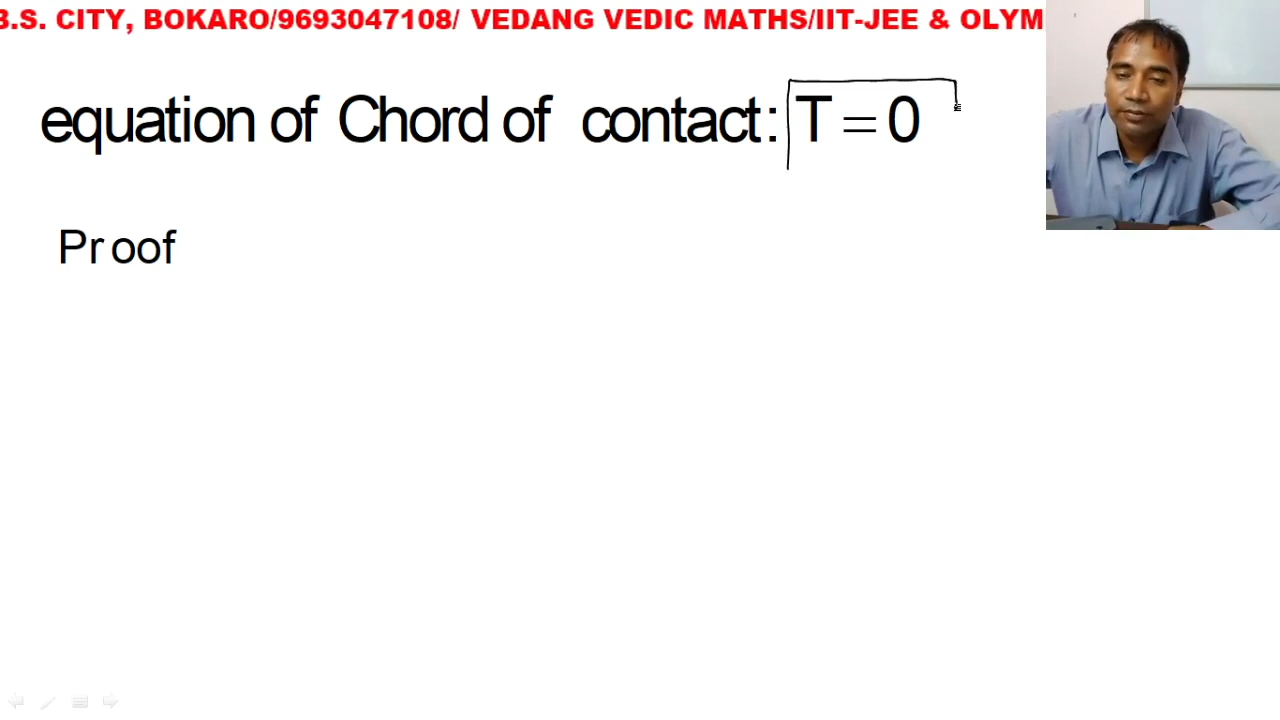 B.S. CITY, BOKARO/9693047108/ VEDANG VEDIC MATHS/IIT-JEE & OLYM
equation of Chord of contact: T = 0
Proof